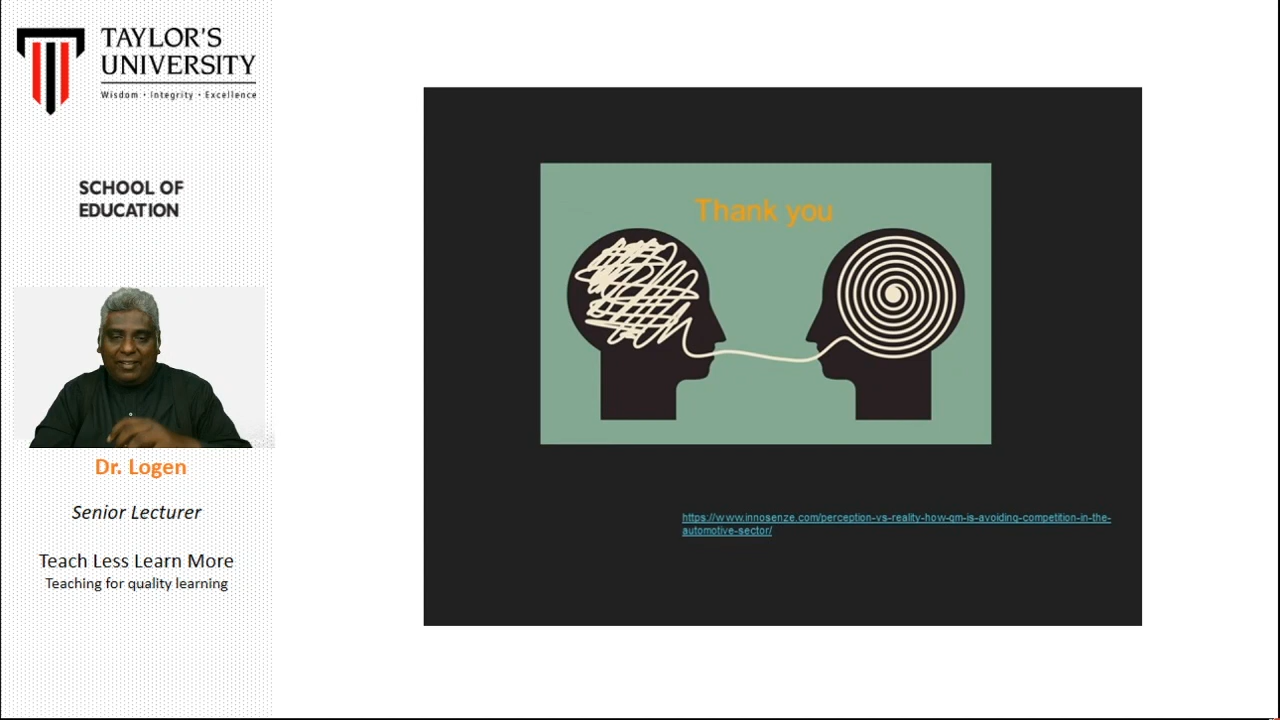 TAYLOR'S
UNIVERSITY
Wisdom · Integrity · Excellence
SCHOOL OF
EDUCATION
Dr. Logen
Senior Lecturer
Teach Less Learn More
Teaching for quality learning
Thank you
https://www.innosenze.com/perception-vs-reality-how-gm-is-avoiding-competition-in-the-
automotive-sector/